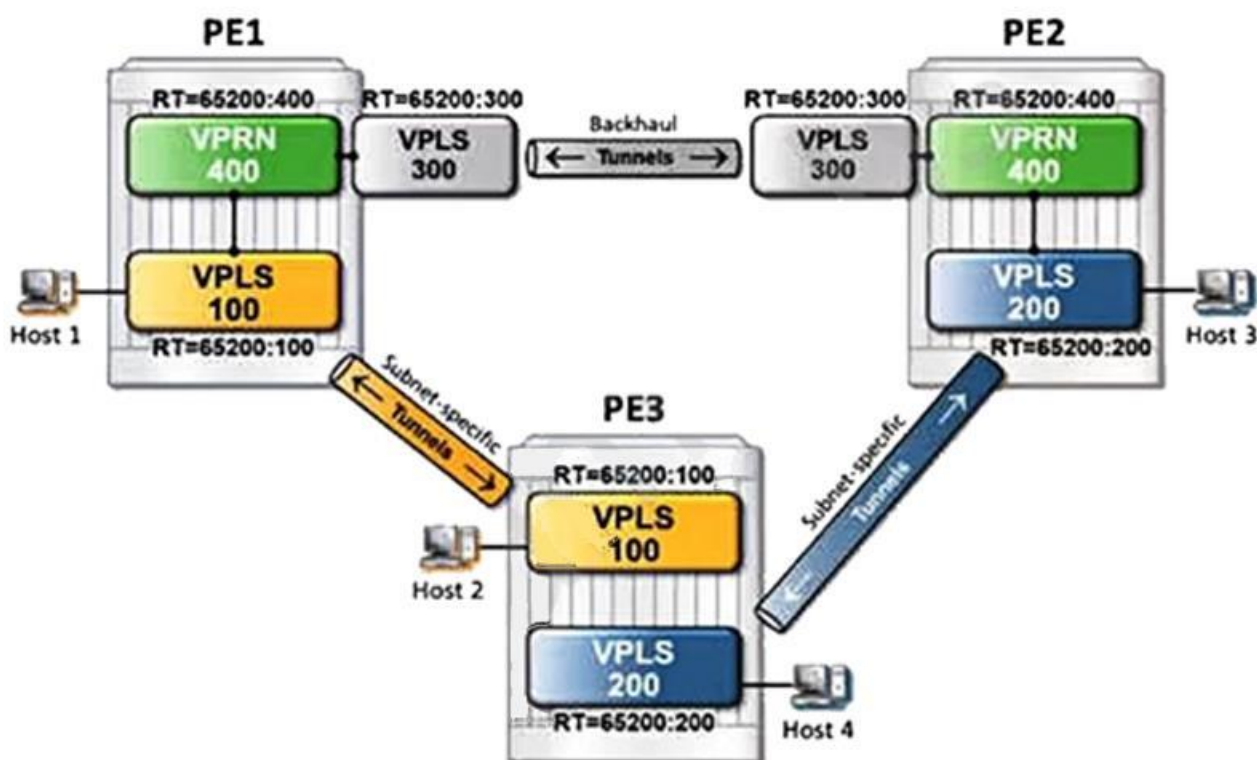 PE1
PE2
RT=65200:400
RT=65200:300
RT=65200:300
RT=65200:400
VPRN
400
VPLS
300
Backhaul
Tunnels
VPLS
300
VPRN
400
VPLS
100
VPLS
200
Host 1
Host 3
RT=65200:100
RT=65200:200
Subnet-specific
Tunnels
PE3
Subnet-specific
Tunnels
RT=65200:100
VPLS
100
Host 2
VPLS
200
RT=65200:200
Host 4